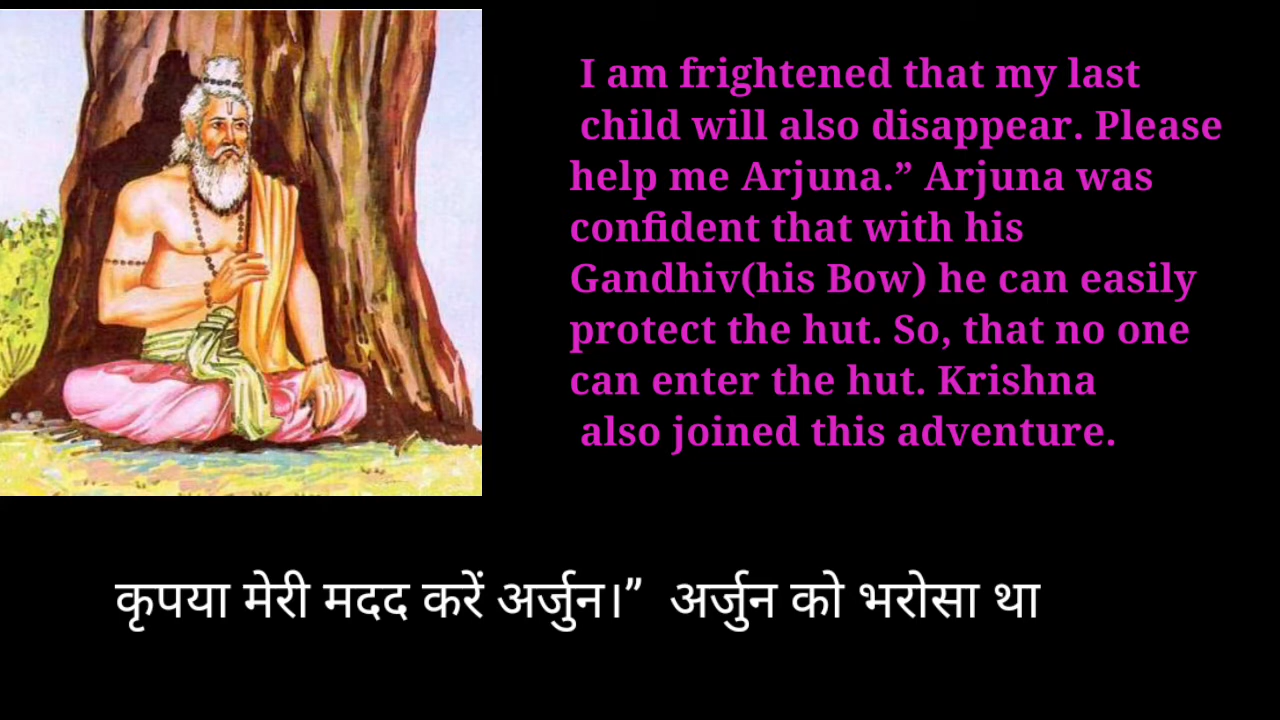 I am frightened that my last
child will also disappear. Please
help me Arjuna.” Arjuna was
confident that with his
Gandhiv(his Bow) he can easily
protect the hut. So, that no one
can enter the hut. Krishna
also joined this adventure.
कृपया मेरी मदद करें अर्जुन।” अर्जुन को भरोसा था